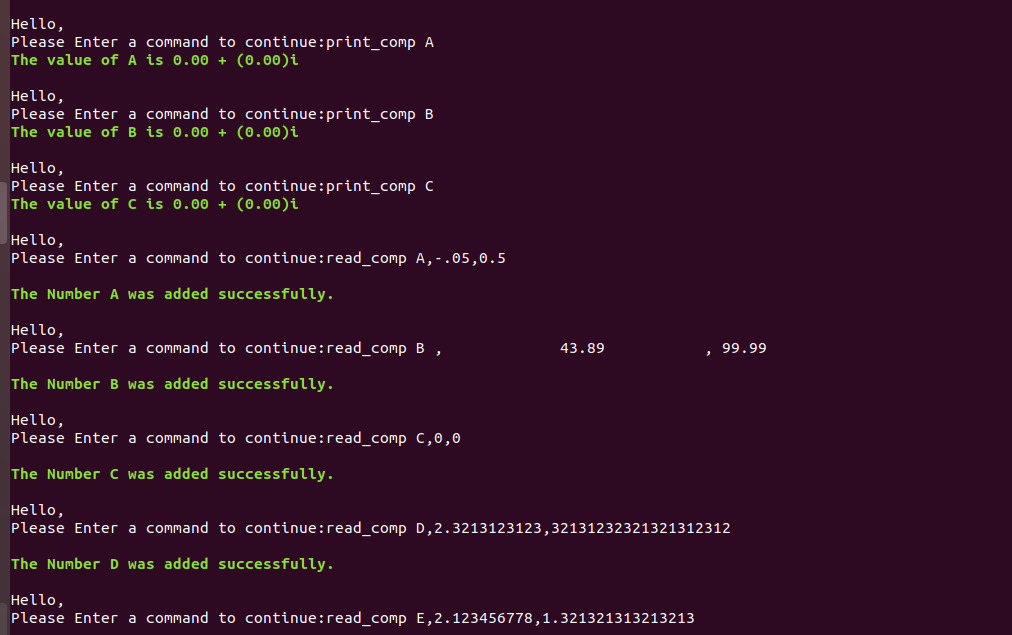 Hello,
Please Enter a command to continue:print_comp A
The value of A is 0.00 + (0.00)i
Hello,
Please Enter a command to continue:print_comp B
The value of B is 0.00 + (0.00)i
Hello,
Please Enter a command to continue:print_comp C
The value of C is 0.00 + (0.00)i
Hello,
Please Enter a command to continue:read_comp A,-.05,0.5
The Number A was added successfully.
Hello,
Please Enter a command to continue:read_comp B ,             43.89           , 99.99
The Number B was added successfully.
Hello,
Please Enter a command to continue:read_comp C,0,0
The Number C was added successfully.
Hello,
Please Enter a command to continue:read_comp D,2.3213123123,32131232321321312312
The Number D was added successfully.
Hello,
Please Enter a command to continue:read_comp E,2.123456778,1.321321313213213